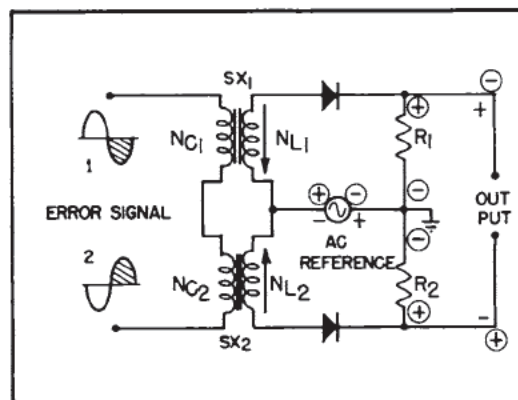 SX1
NC1
NL1
R1
+
−
+
+
−
1
ERROR SIGNAL
+
−
−
+
AC
REFERENCE
−
OUT
PUT
2
NC2
NL2
R2
+
−
+
SX2